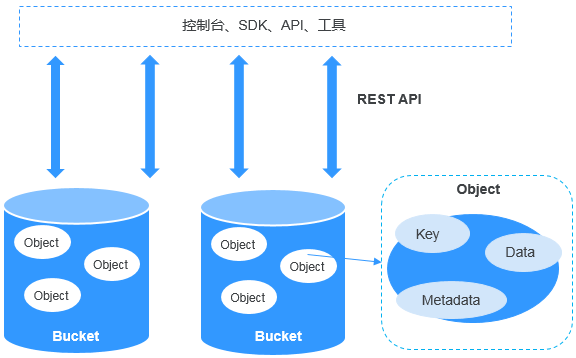 控制台、SDK、API、工具
REST API
Object
Object
Object
Bucket
Object
Object
Object
Bucket
Object
Key
Data
Metadata